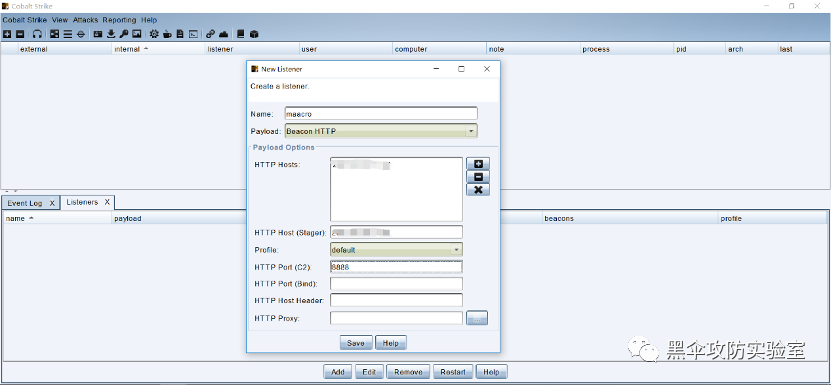 Cobalt Strike
Cobalt Strike View Attacks Reporting Help
external internal listener user computer note process pid arch last
New Listener
Create a listener.
Name: maacro
Payload: Beacon HTTP
Payload Options
HTTP Hosts:
HTTP Host (Stager):
Profile: default
HTTP Port (C2): 8888
HTTP Port (Bind):
HTTP Host Header:
HTTP Proxy: ...
Save Help
Event Log X Listeners X
name payload beacons profile
Add Edit Remove Restart Help
黑伞攻防实验室